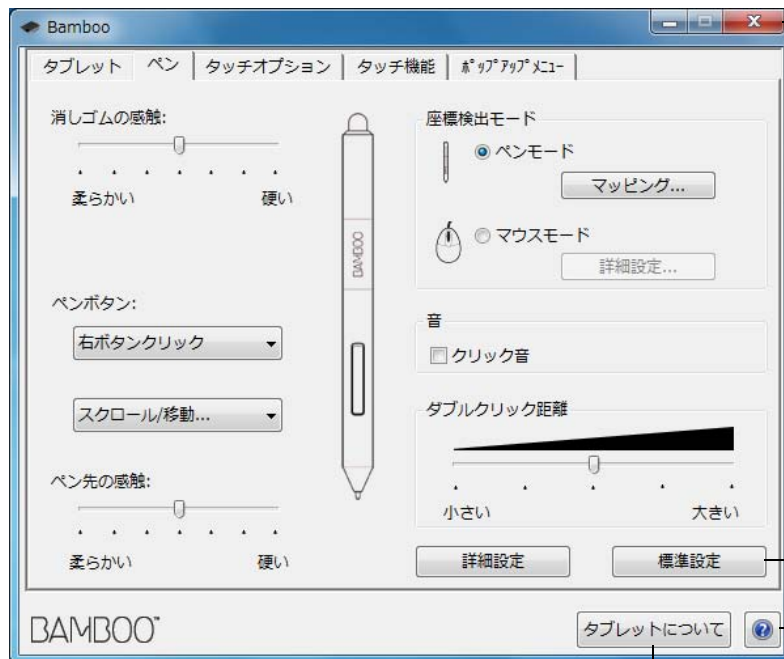 Bamboo
タブレット ペン タッチオプション タッチ機能 ﾎﾟｯﾌﾟｱｯﾌﾟﾒﾆｭｰ
消しゴムの感触:
柔らかい 硬い
ペンボタン:
右ボタンクリック
スクロール/移動...
ペン先の感触:
柔らかい 硬い
BAMBOO
座標検出モード
ペンモード
マッピング...
マウスモード
詳細設定...
音
クリック音
ダブルクリック距離
小さい 大きい
詳細設定 標準設定
BAMBOO™
タブレットについて ?